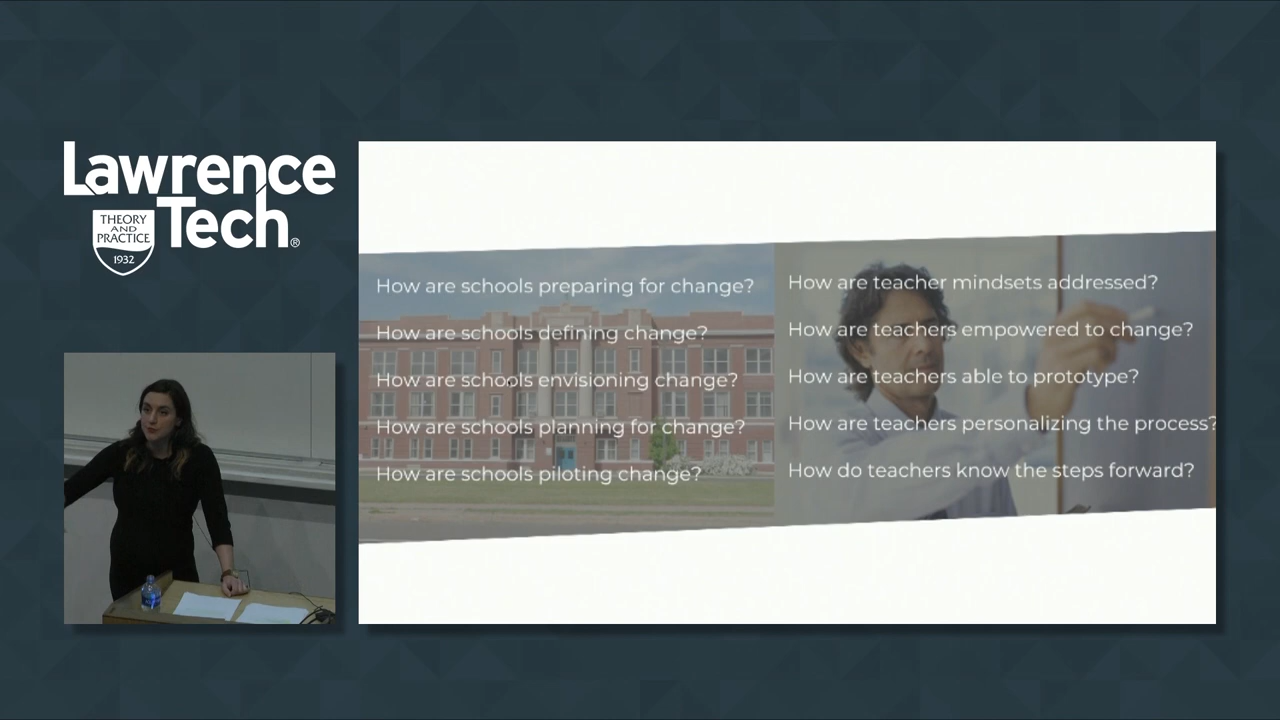 Lawrence
Tech®
THEORY
AND
PRACTICE
1932
How are schools preparing for change?
How are schools defining change?
How are schools envisioning change?
How are schools planning for change?
How are schools piloting change?
How are teacher mindsets addressed?
How are teachers empowered to change?
How are teachers able to prototype?
How are teachers personalizing the process?
How do teachers know the steps forward?